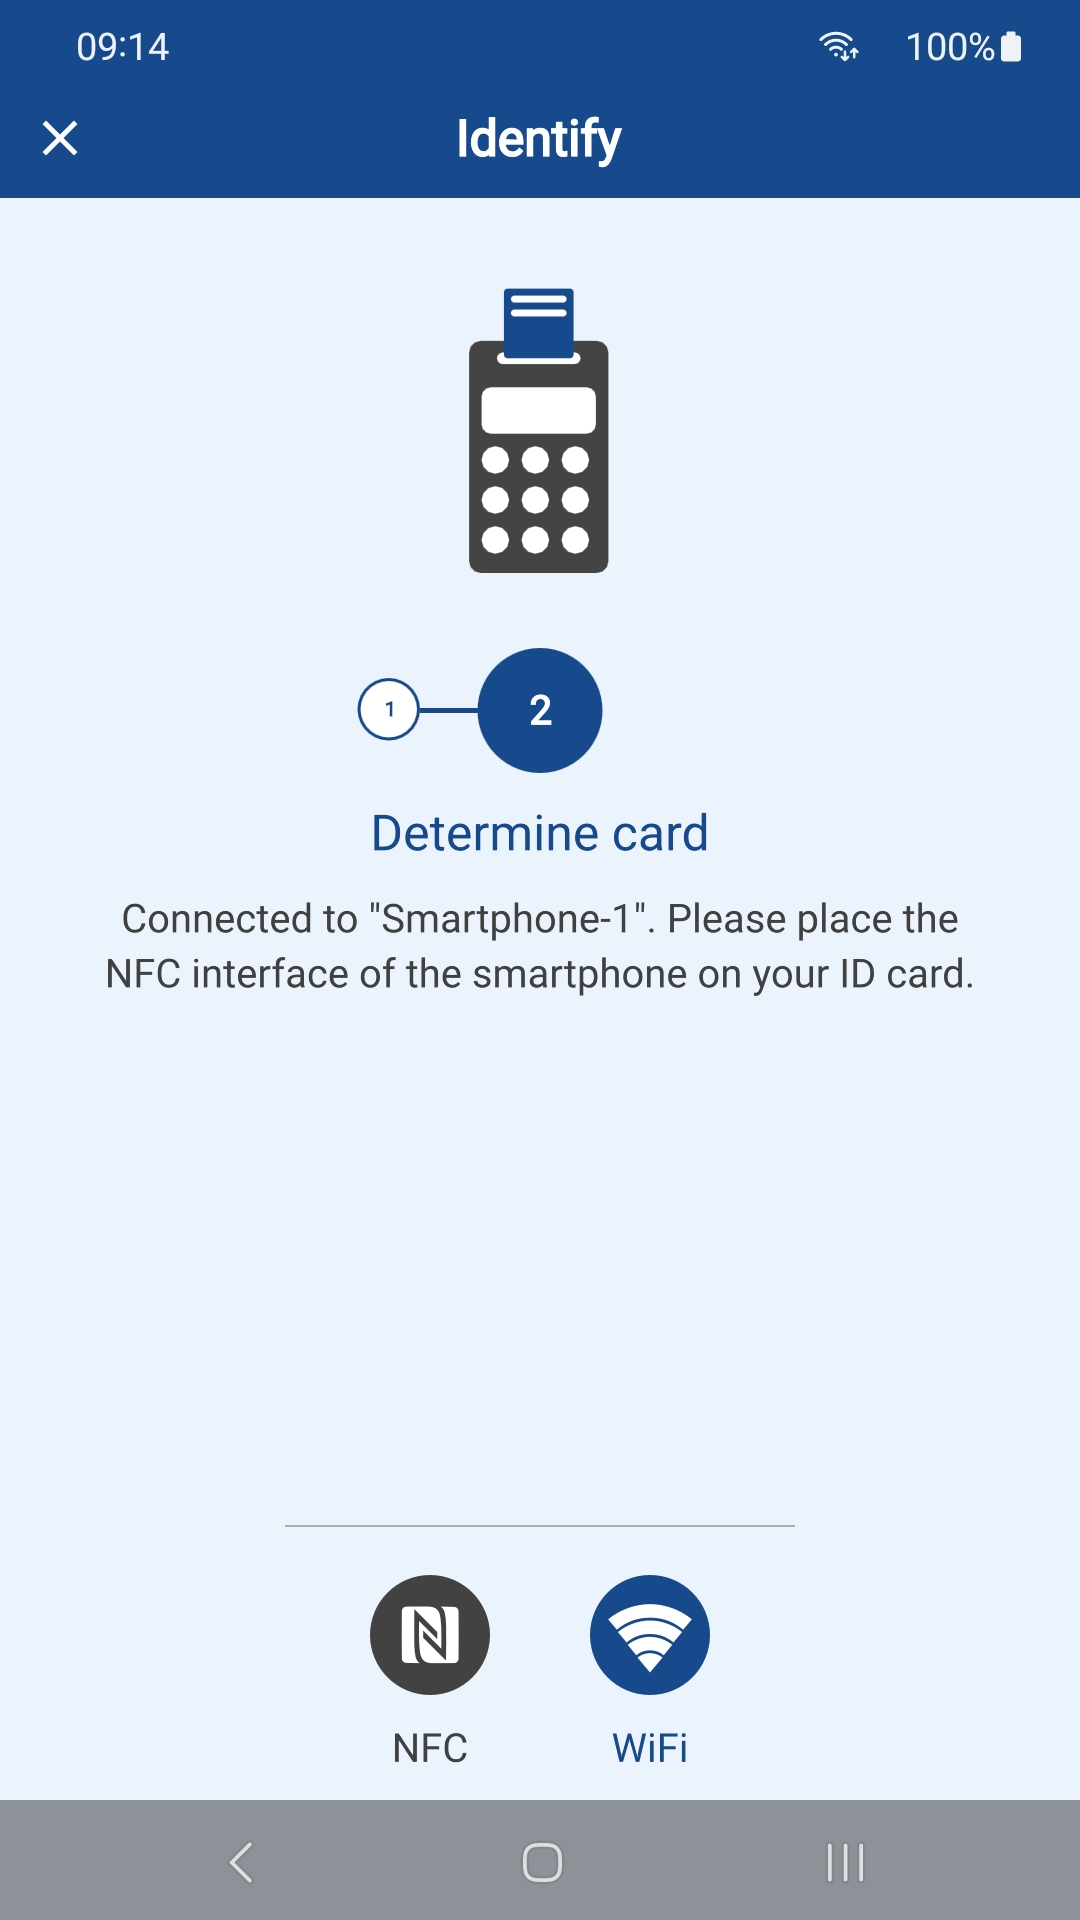 09:14
100%
Identify
1
2
Determine card
Connected to "Smartphone-1". Please place the
NFC interface of the smartphone on your ID card.
NFC
WiFi